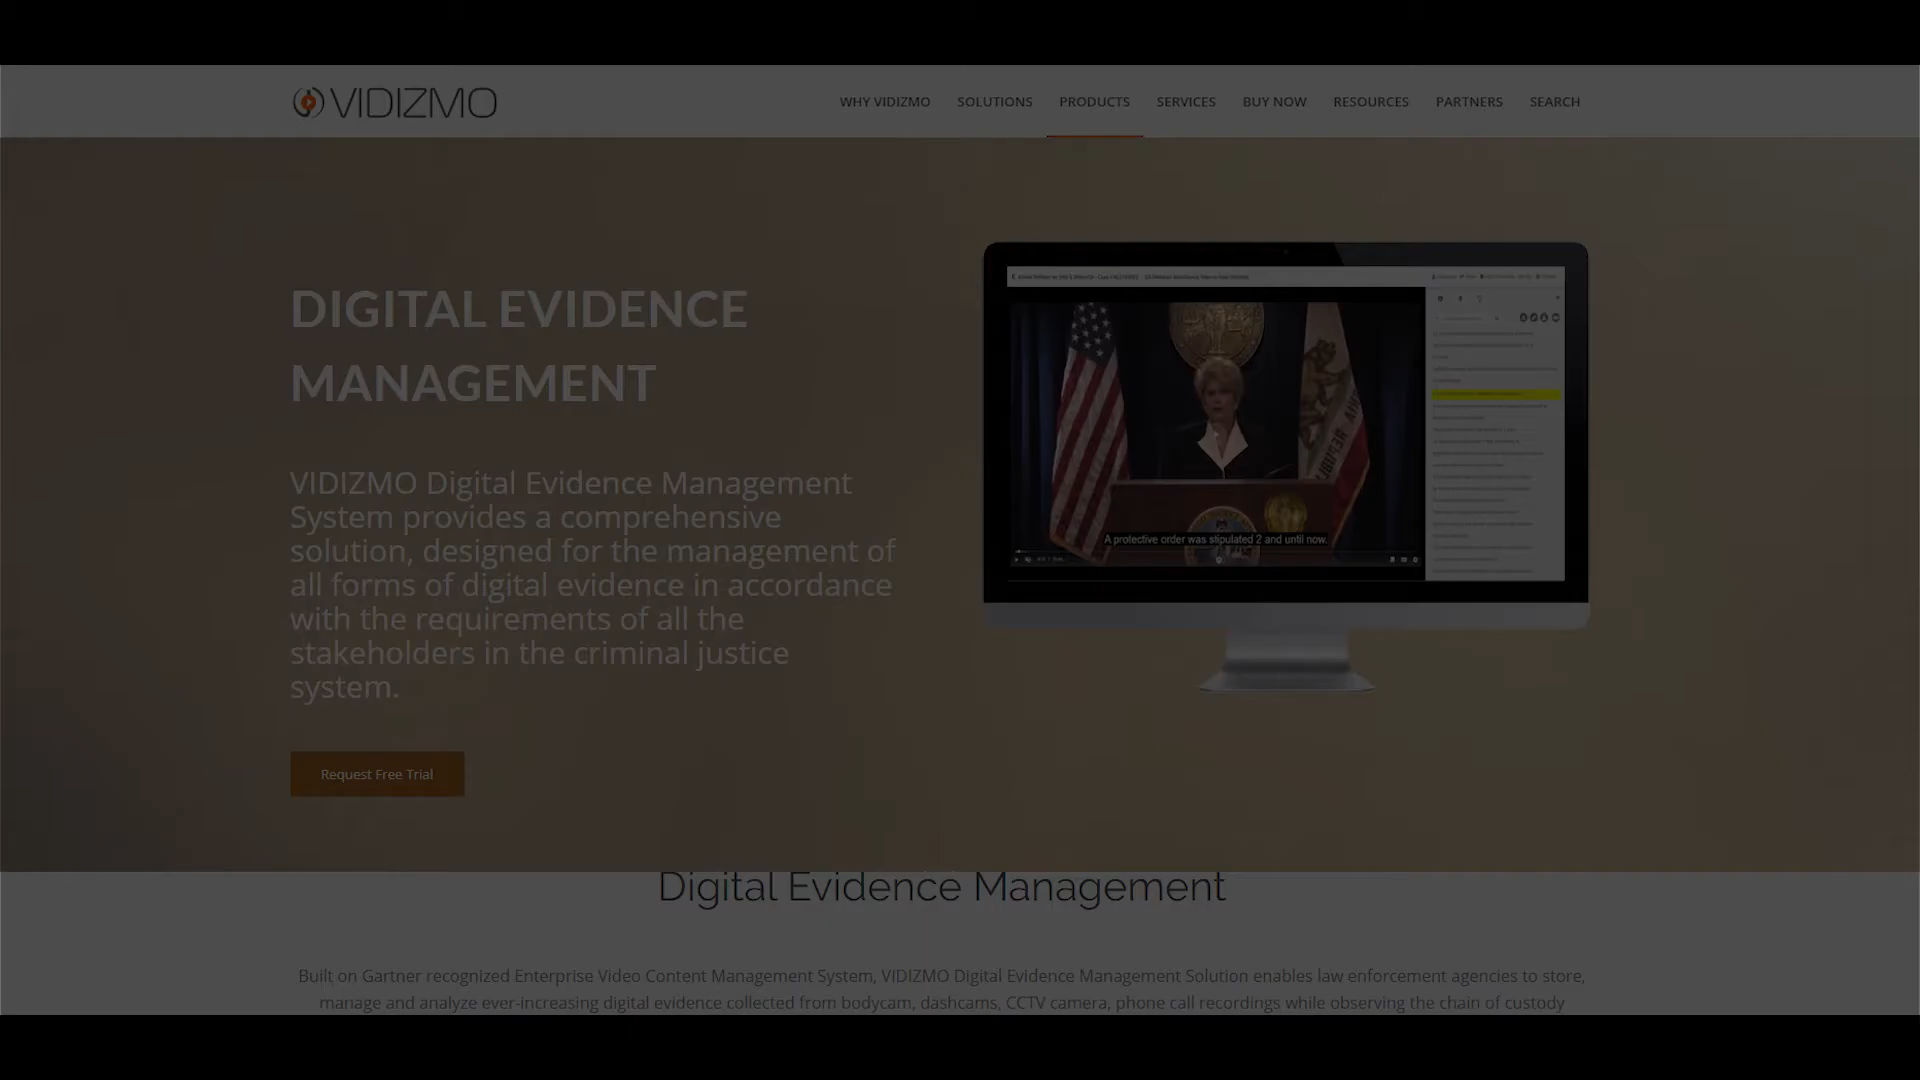 VIDIZMO
WHY VIDIZMO SOLUTIONS PRODUCTS SERVICES BUY NOW RESOURCES PARTNERS SEARCH
DIGITAL EVIDENCE
MANAGEMENT
VIDIZMO Digital Evidence Management
System provides a comprehensive
solution, designed for the management of
all forms of digital evidence in accordance
with the requirements of all the
stakeholders in the criminal justice
system.
Request Free Trial
A protective order was stipulated 2 and until now.
Digital Evidence Management
Built on Gartner recognized Enterprise Video Content Management System, VIDIZMO Digital Evidence Management Solution enables law enforcement agencies to store,
manage and analyze ever-increasing digital evidence collected from bodycam, dashcams, CCTV camera, phone call recordings while observing the chain of custody